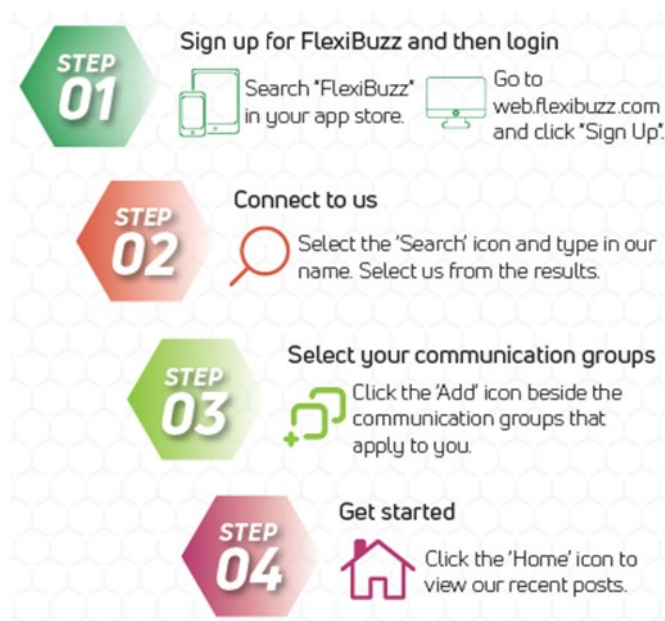 STEP
01
Sign up for FlexiBuzz and then login
Search "FlexiBuzz"
in your app store.
Go to
web.flexibuzz.com
and click "Sign Up".
STEP
02
Connect to us
Select the 'Search' icon and type in our
name. Select us from the results.
STEP
03
Select your communication groups
Click the 'Add' icon beside the
communication groups that
apply to you.
STEP
04
Get started
Click the 'Home' icon to
view our recent posts.